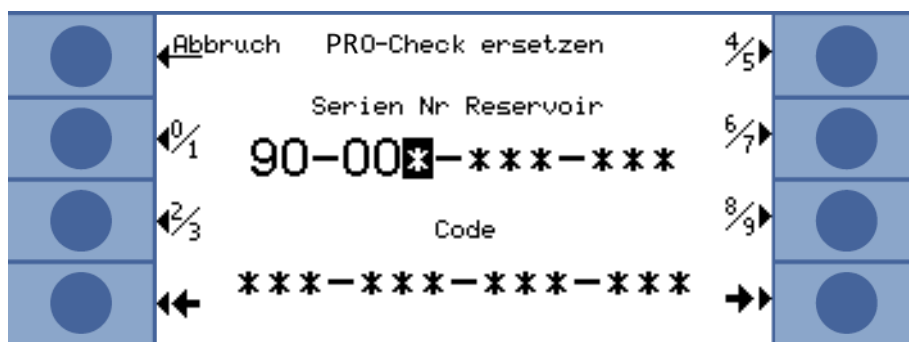 Abbruch PRO-Check ersetzen 4/5
Serien Nr Reservoir
0/1 90-00*-***-*** 6/7
2/3 Code 8/9
***-***-***-***